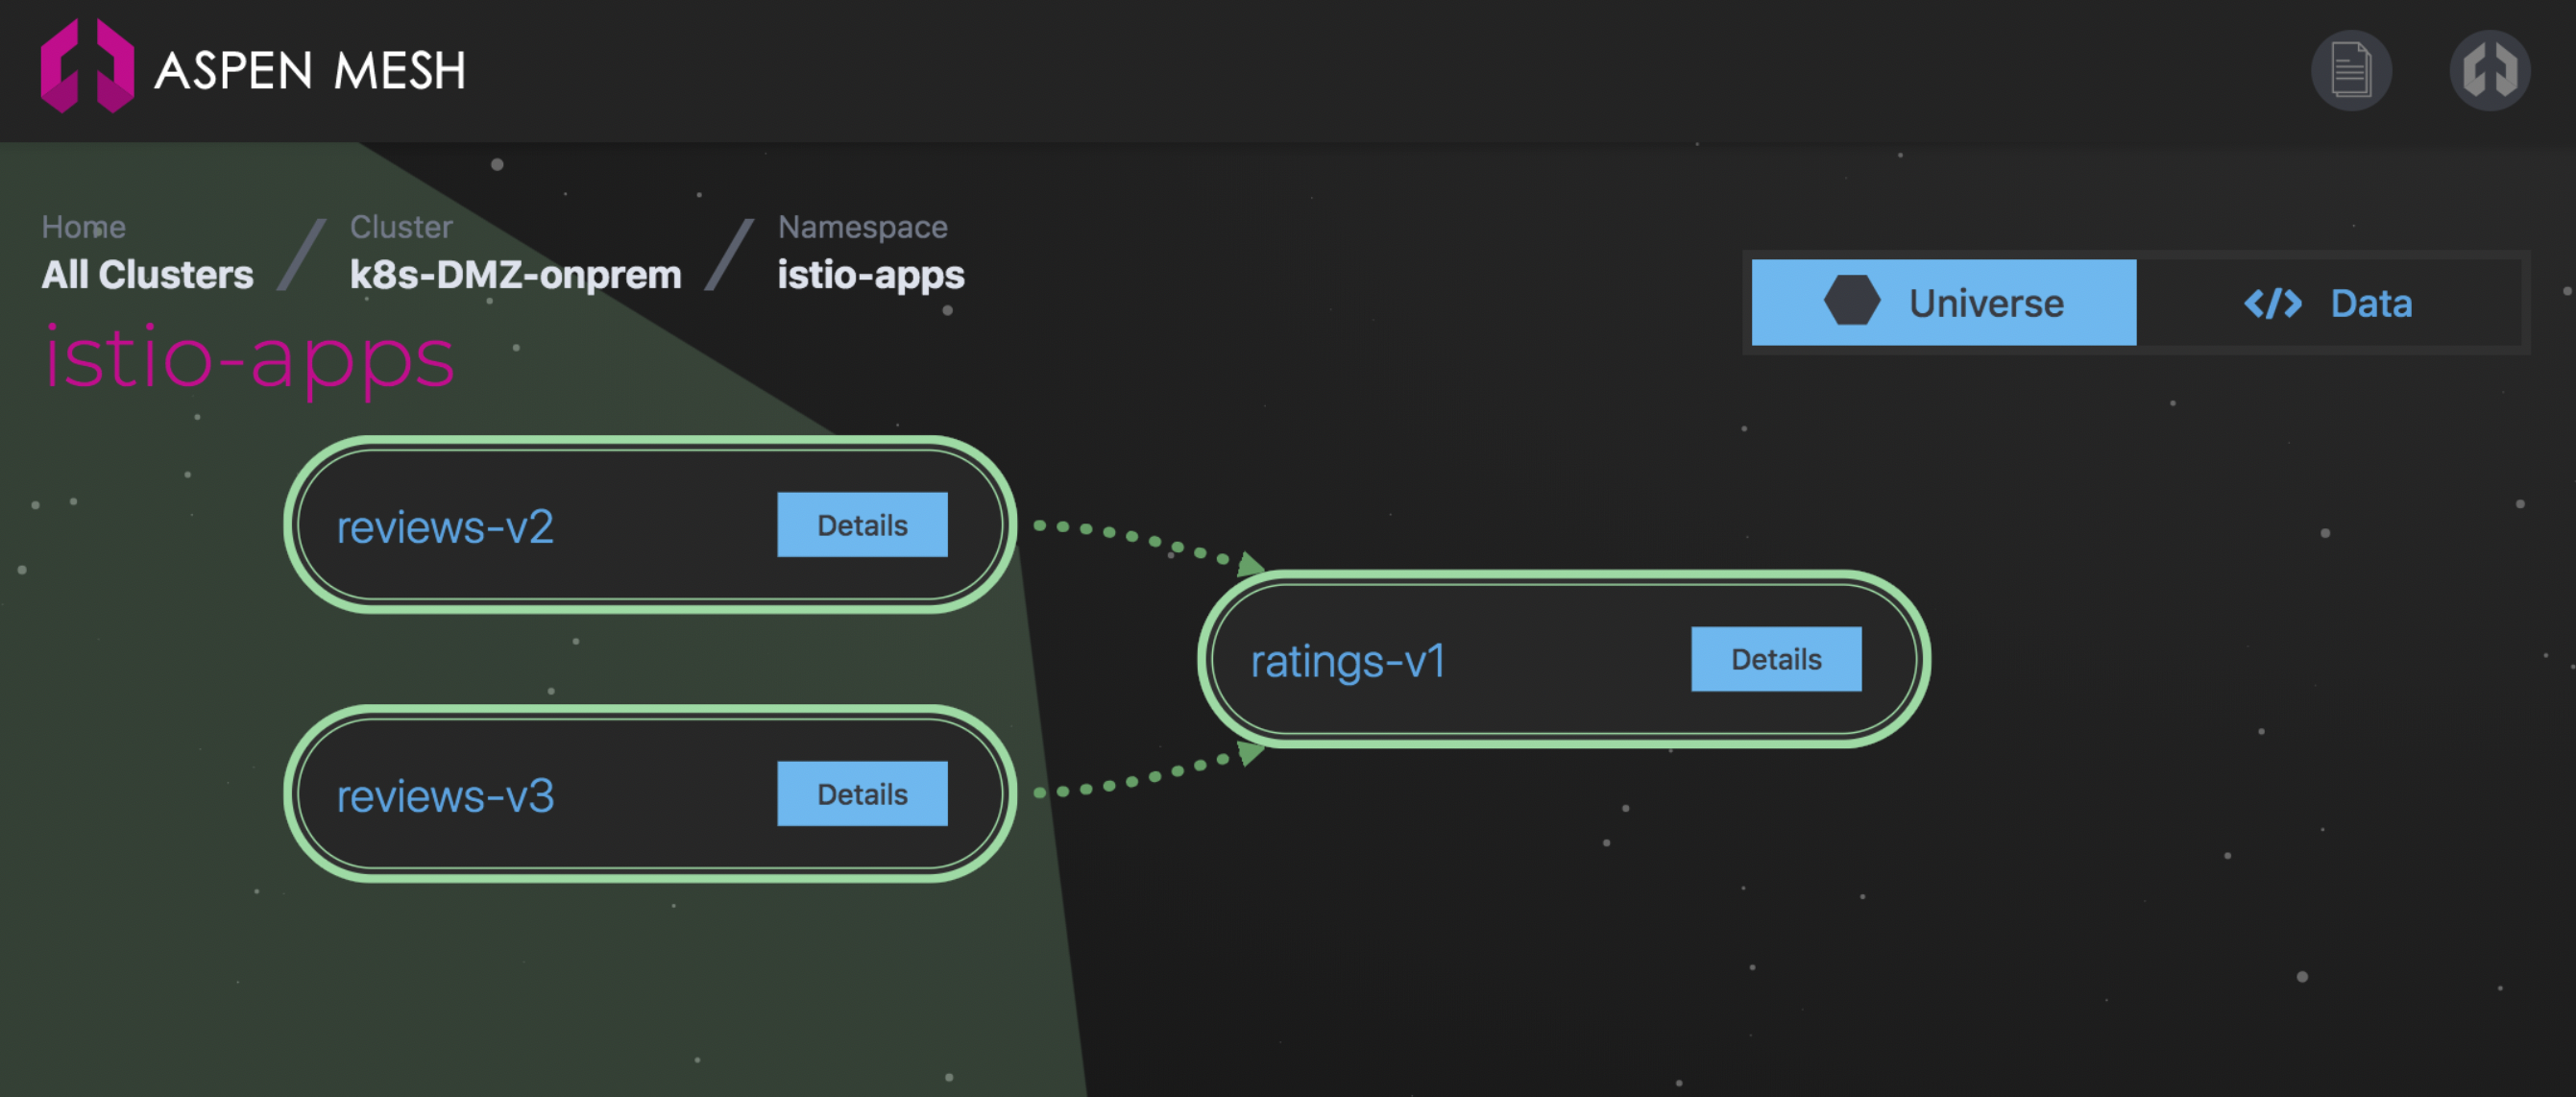 ASPEN MESH
Home
Cluster
Namespace
All Clusters
k8s-DMZ-onprem
istio-apps
istio-apps
Universe
</> Data
reviews-v2
Details
ratings-v1
Details
reviews-v3
Details